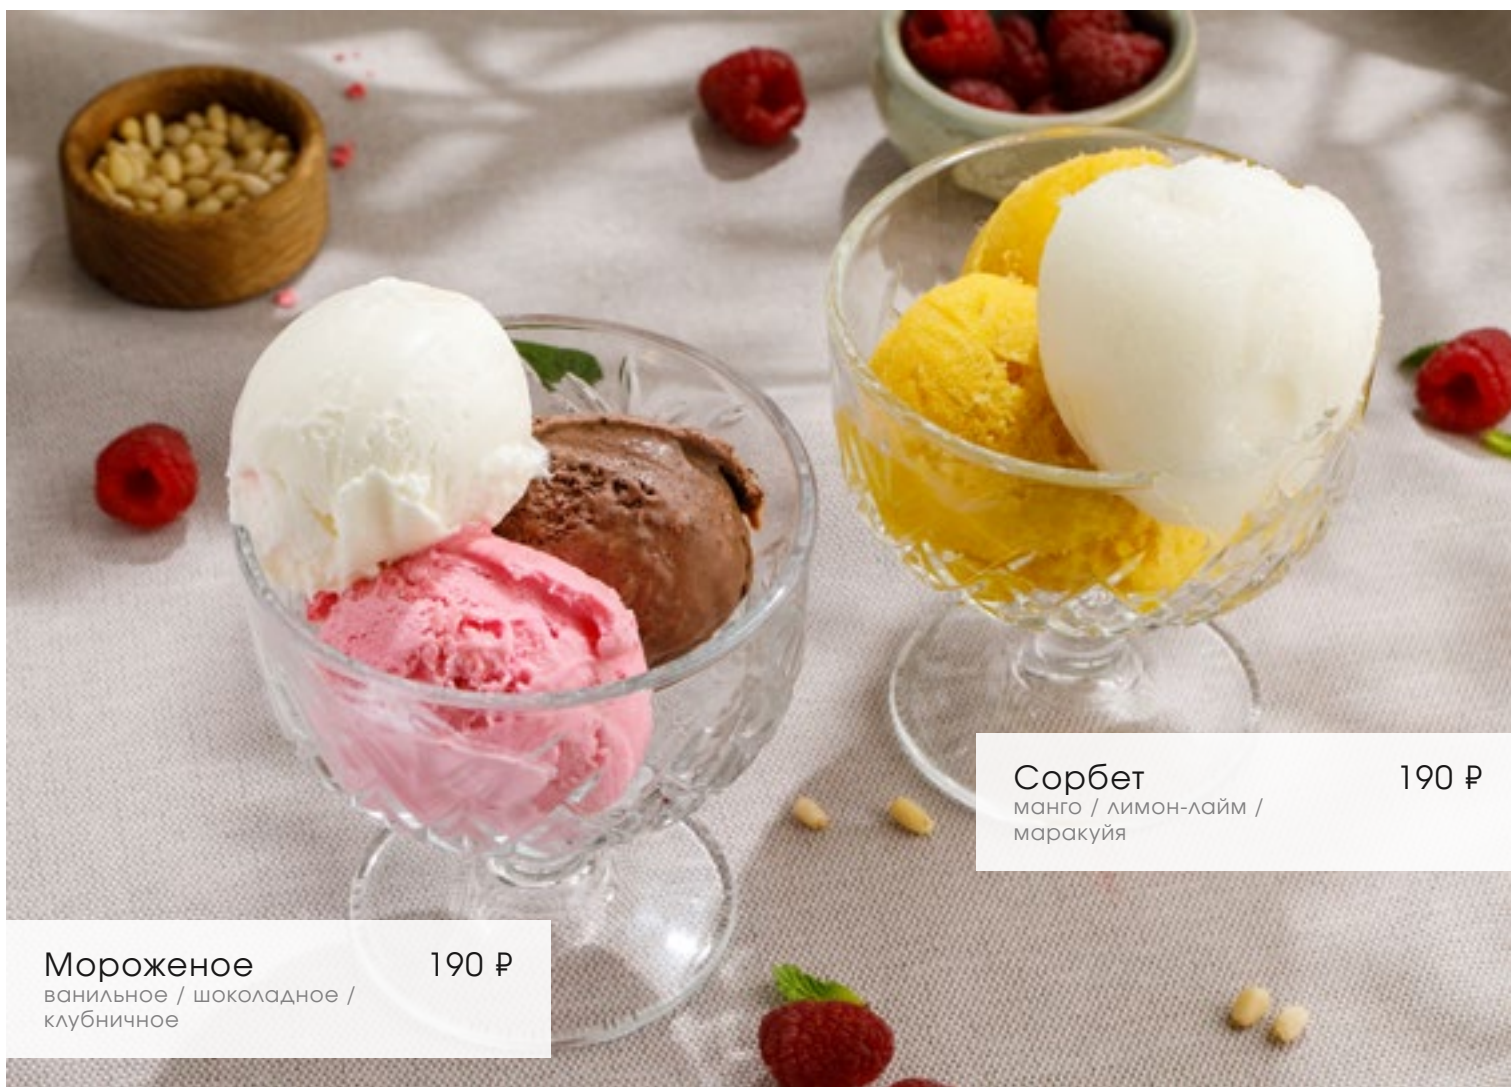 Сорбет 190 ₽
манго / лимон-лайм /
маракуйя
Мороженое 190 ₽
ванильное / шоколадное /
клубничное